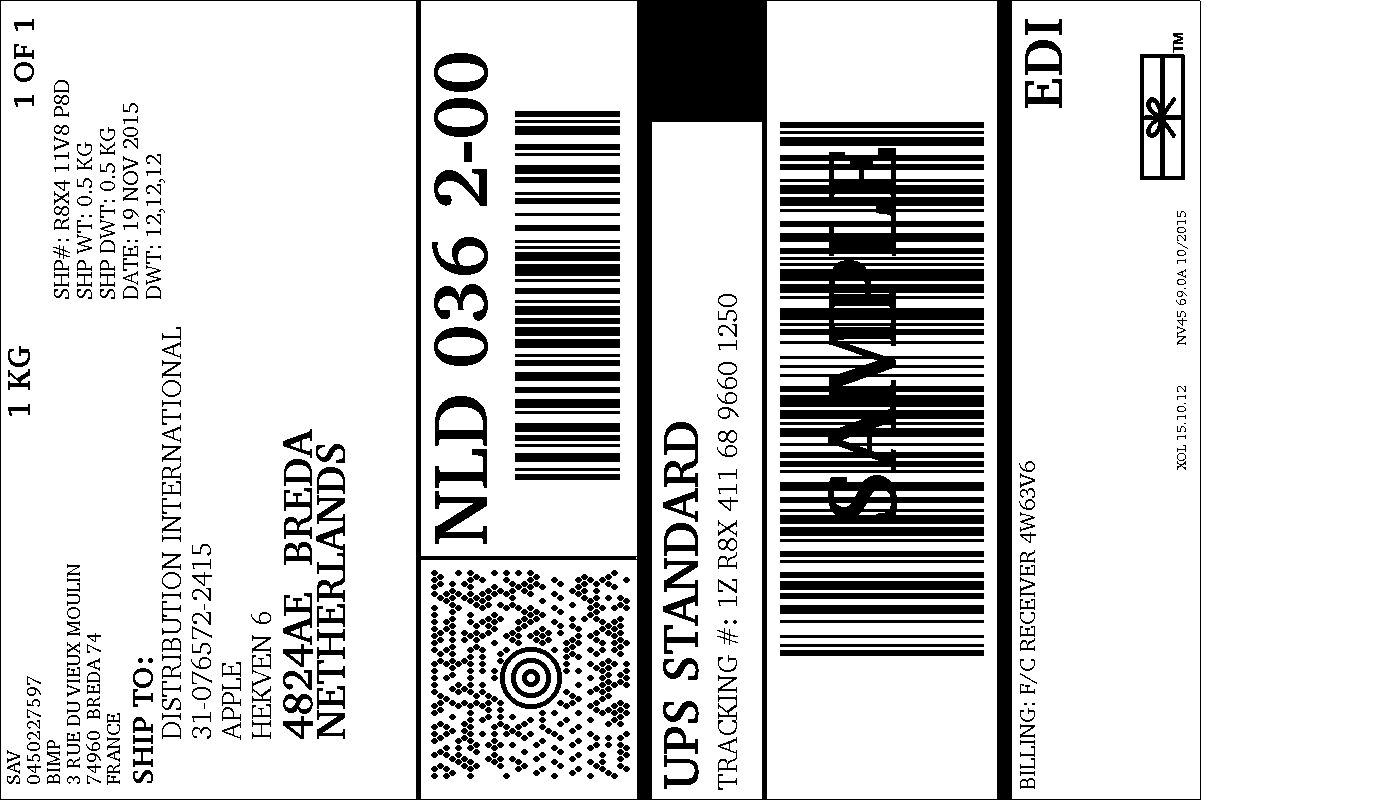 SAV
0450227597
BIMP
3 RUE DU VIEUX MOULIN
74960  BREDA 74
FRANCE
1 KG
1 OF 1
SHP#: R8X4 11V8 P8D
SHP WT: 0.5 KG
SHP DWT: 0.5 KG
DATE: 19 NOV 2015
DWT: 12,12,12
SHIP TO:
DISTRIBUTION INTERNATIONAL
31-076572-2415
APPLE
HEKVEN 6
4824AE  BREDA
NETHERLANDS
NLD 036 2-00
UPS STANDARD
TRACKING #: 1Z R8X 411 68 9660 1250
SAMPLE
BILLING: F/C RECEIVER 4W63V6
EDI
XOL 15.10.12
NV45 69.0A 10/2015
TM